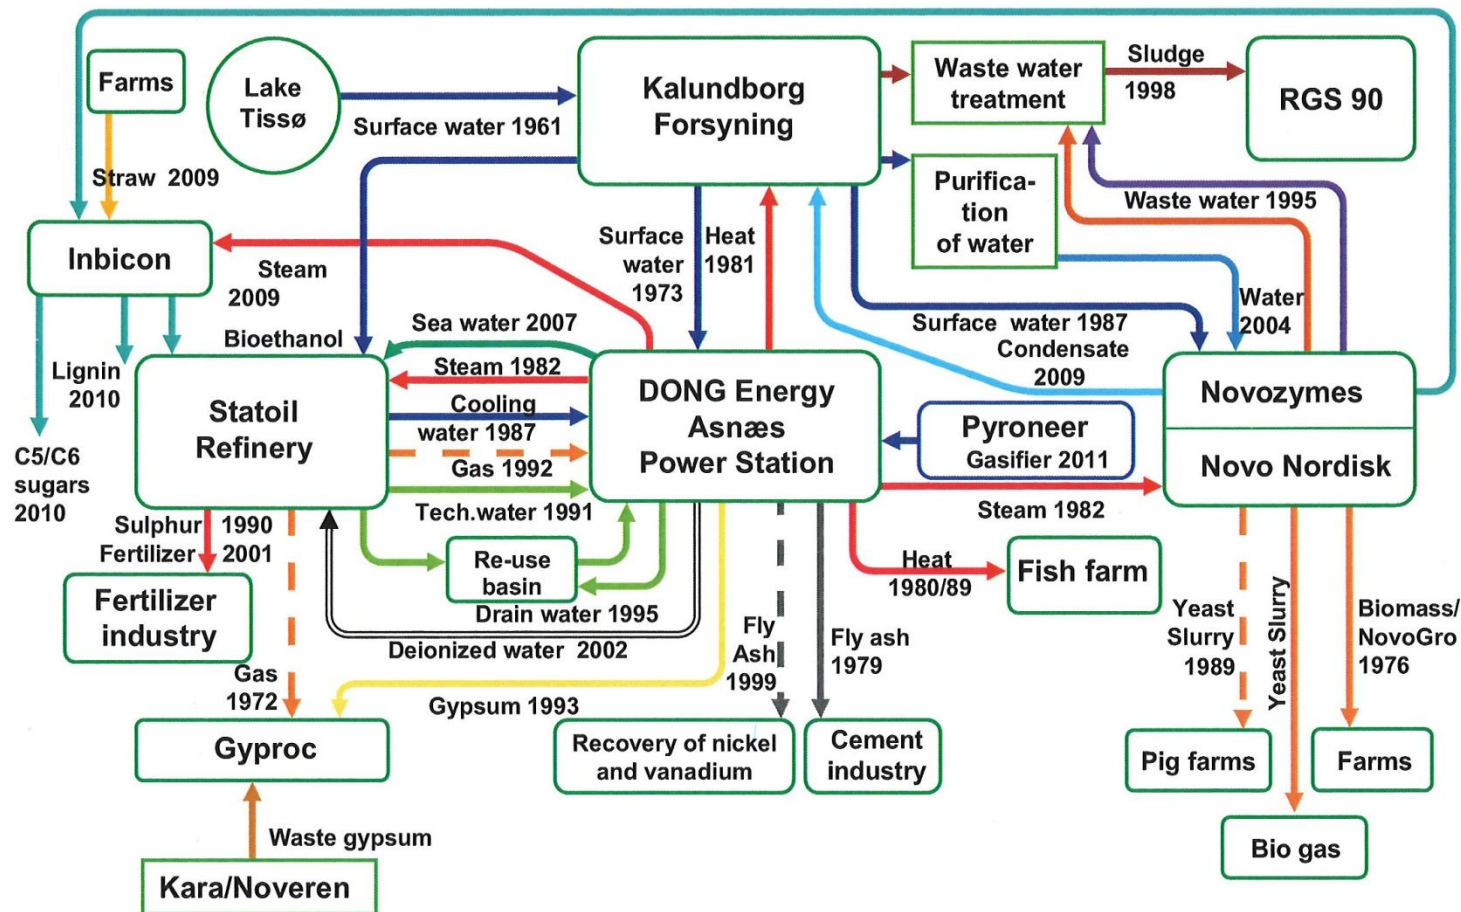 Farms
Lake
Tissø
Surface water 1961
Kalundborg
Forsyning
Waste water
treatment
Sludge
1998
RGS 90
Straw 2009
Purifica-
tion
of water
Waste water 1995
Inbicon
Steam
2009
Surface
water
1973
Heat
1981
Water
2004
Surface water 1987
Condensate
2009
Bioethanol
Sea water 2007
Lignin
2010
Steam 1982
Statoil
Refinery
Cooling
water 1987
Gas 1992
Tech.water 1991
DONG Energy
Asnæs
Power Station
Pyroneer
Gasifier 2011
Novozymes
Novo Nordisk
C5/C6
sugars
2010
Steam 1982
Sulphur 1990
Fertilizer 2001
Re-use
basin
Drain water 1995
Deionized water 2002
Heat
1980/89
Fish farm
Fertilizer
industry
Gas
1972
Gypsum 1993
Fly
Ash
1999
Fly ash
1979
Yeast
Slurry
1989
Yeast Slurry
Biomass/
NovoGro
1976
Gyproc
Recovery of nickel
and vanadium
Cement
industry
Pig farms
Farms
Waste gypsum
Bio gas
Kara/Noveren